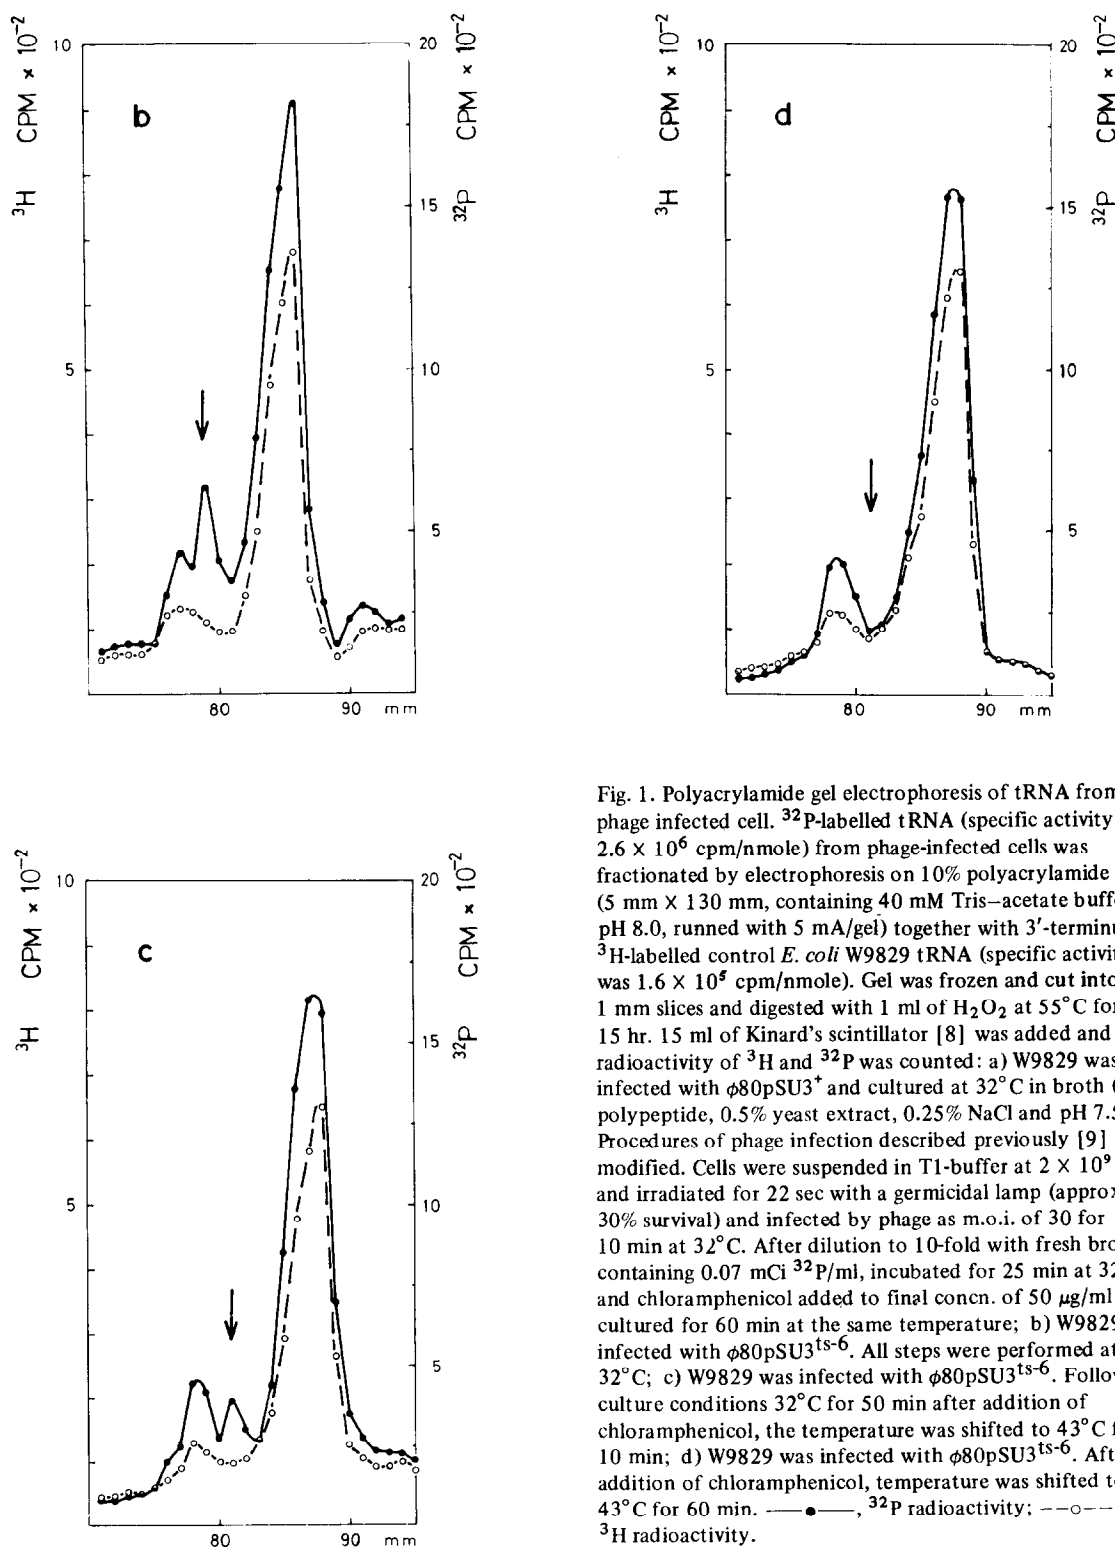 ³H CPM × 10⁻²
10
5
b
20
15
10
5
³²P CPM × 10⁻²
80 90 mm
³H CPM × 10⁻²
10
5
d
20
15
10
5
³²P CPM × 10⁻²
80 90 mm
³H CPM × 10⁻²
10
5
c
20
15
10
5
³²P CPM × 10⁻²
80 90 mm
Fig. 1. Polyacrylamide gel electrophoresis of tRNA from
phage infected cell. ³²P-labelled tRNA (specific activity
2.6 × 10⁶ cpm/nmole) from phage-infected cells was
fractionated by electrophoresis on 10% polyacrylamide
(5 mm × 130 mm, containing 40 mM Tris–acetate buffe
pH 8.0, runned with 5 mA/gel) together with 3′-terminu
³H-labelled control E. coli W9829 tRNA (specific activit
was 1.6 × 10⁵ cpm/nmole). Gel was frozen and cut into
1 mm slices and digested with 1 ml of H₂O₂ at 55°C for
15 hr. 15 ml of Kinard's scintillator [8] was added and
radioactivity of ³H and ³²P was counted: a) W9829 was
infected with φ80pSU3⁺ and cultured at 32°C in broth (
polypeptide, 0.5% yeast extract, 0.25% NaCl and pH 7.5
Procedures of phage infection described previously [9]
modified. Cells were suspended in T1-buffer at 2 × 10⁹
and irradiated for 22 sec with a germicidal lamp (approx
30% survival) and infected by phage as m.o.i. of 30 for
10 min at 32°C. After dilution to 10-fold with fresh bro
containing 0.07 mCi ³²P/ml, incubated for 25 min at 32
and chloramphenicol added to final concn. of 50 μg/ml
cultured for 60 min at the same temperature; b) W9829
infected with φ80pSU3ᵗˢ⁻⁶. All steps were performed at
32°C; c) W9829 was infected with φ80pSU3ᵗˢ⁻⁶. Follow
culture conditions 32°C for 50 min after addition of
chloramphenicol, the temperature was shifted to 43°C f
10 min; d) W9829 was infected with φ80pSU3ᵗˢ⁻⁶. Aft
addition of chloramphenicol, temperature was shifted t
43°C for 60 min. —●—, ³²P radioactivity; --○--
³H radioactivity.